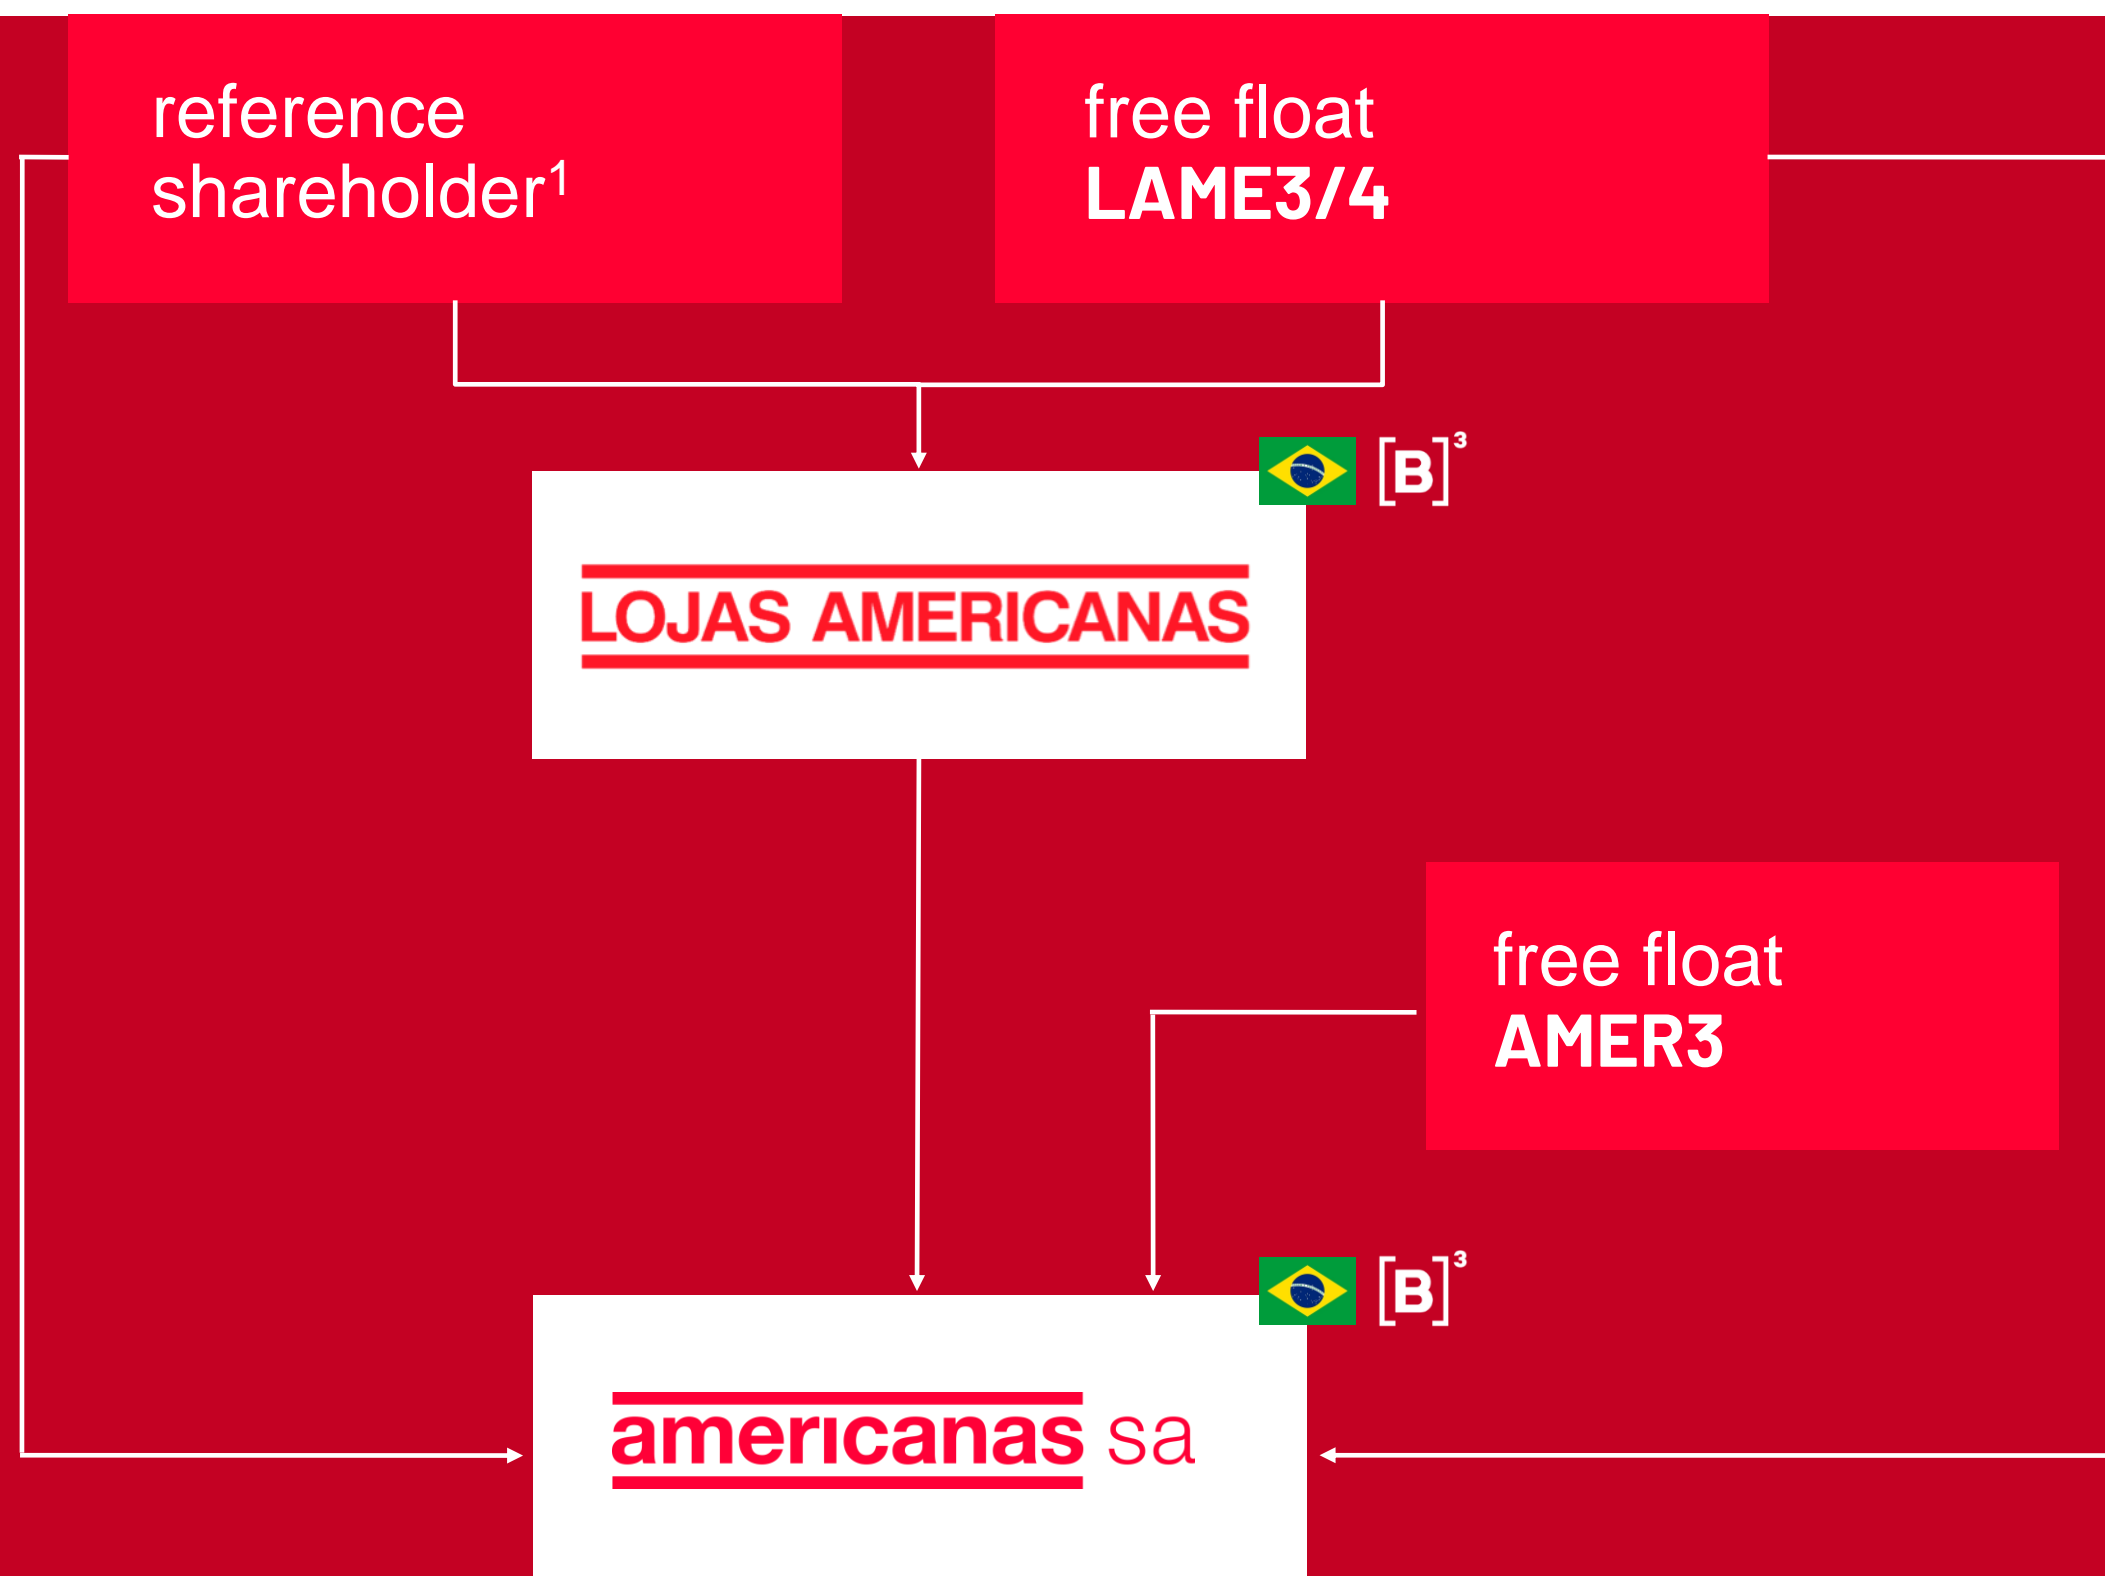 reference
shareholder¹
free float
LAME3/4
[B]³
LOJAS AMERICANAS
free float
AMER3
[B]³
americanas sa